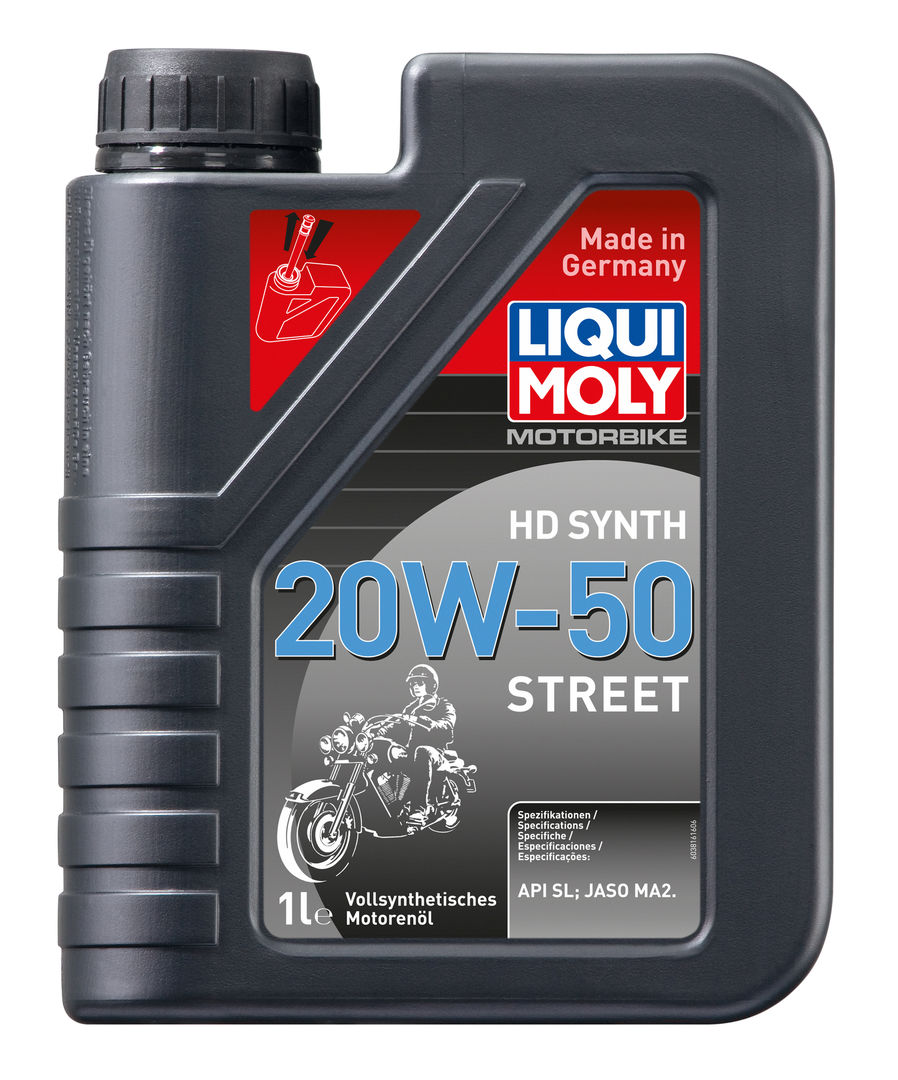 Made in
Germany
LIQUI
MOLY
MOTORBIKE
HD SYNTH
20W-50
STREET
Spezifikationen /
Specifications /
Specifiche /
Especificaciones /
Especificações:
API SL; JASO MA2.
6038161606
1L℮
Vollsynthetisches
Motorenöl